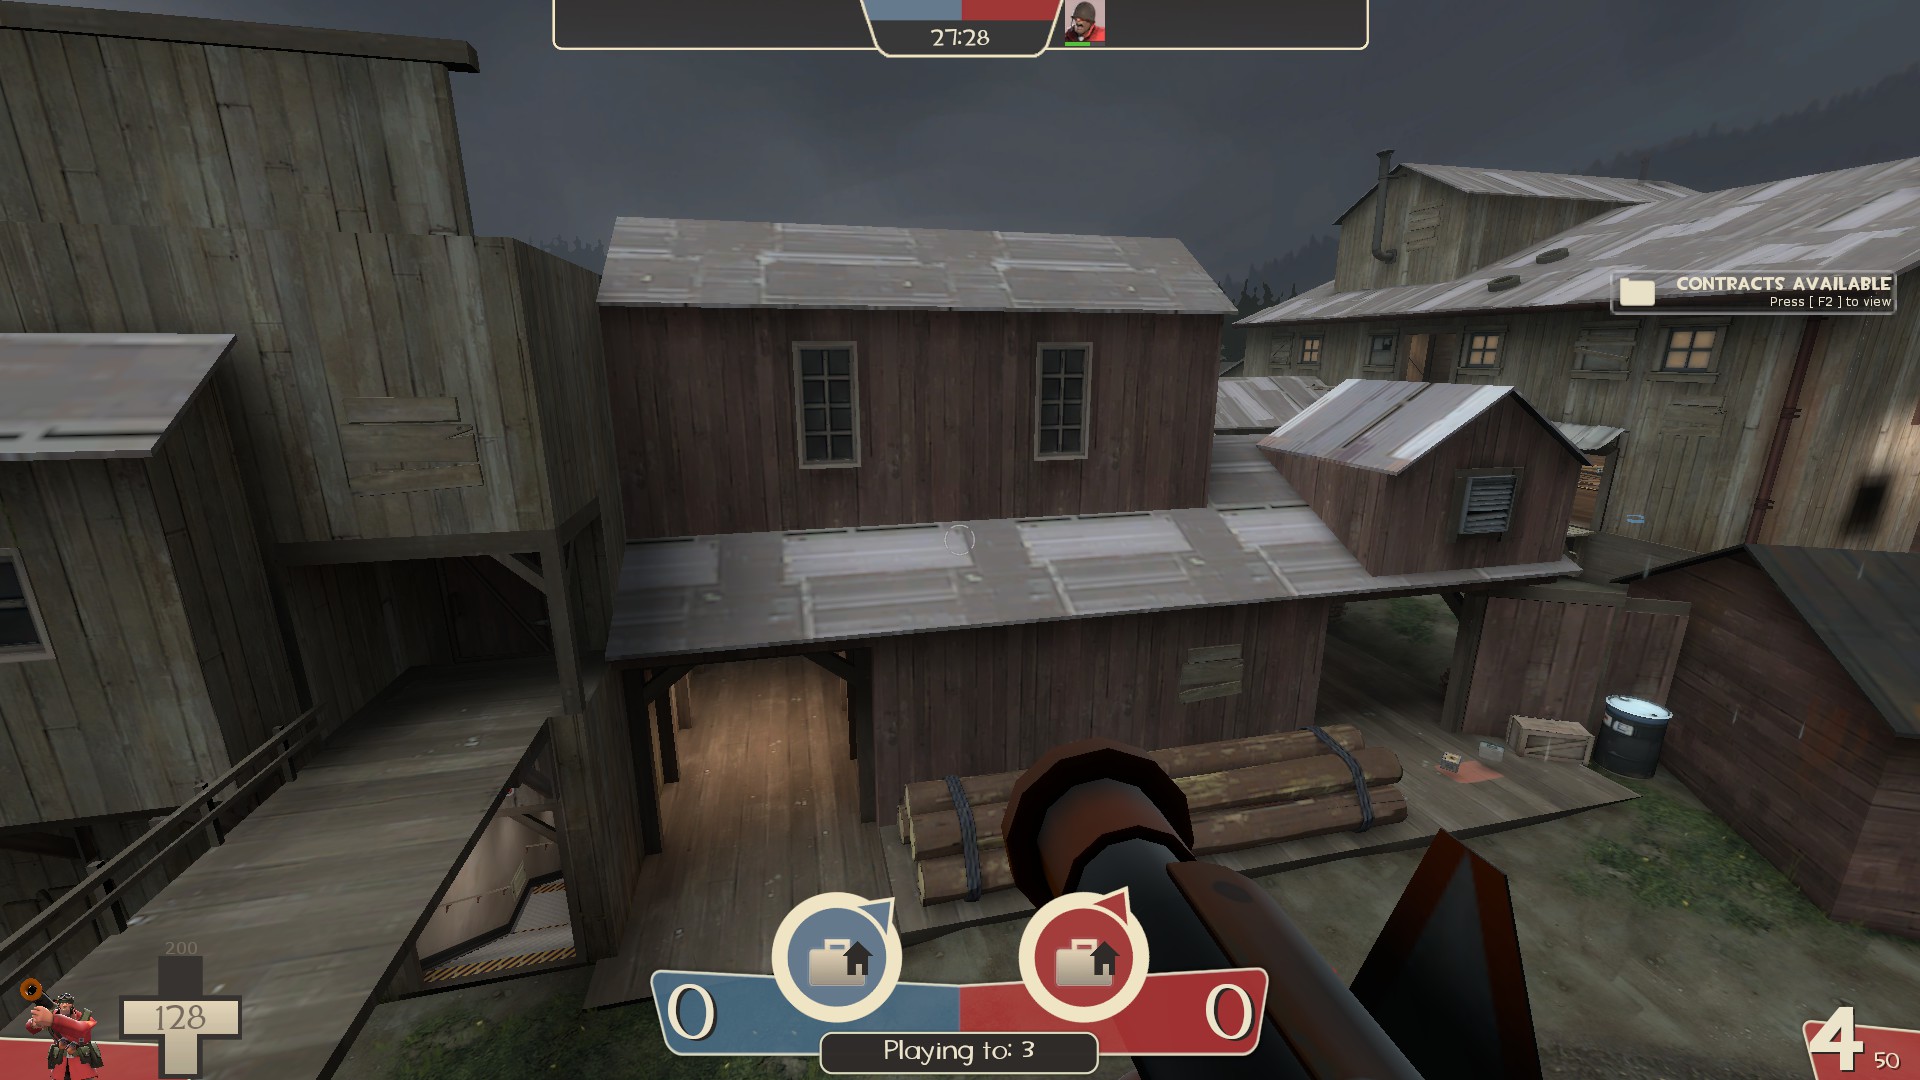 27:28
CONTRACTS AVAILABLE
Press [ F2 ] to view
200
128
0
0
Playing to: 3
4
50